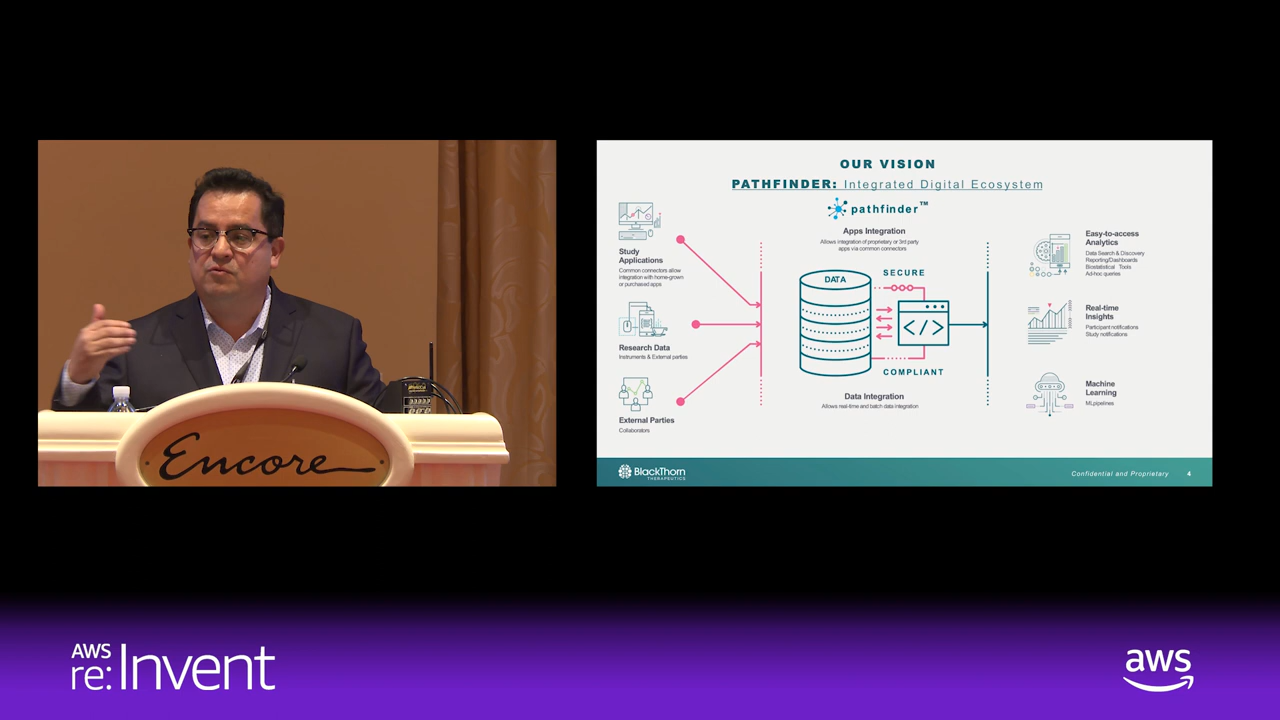 Encore
OUR VISION
PATHFINDER: Integrated Digital Ecosystem
pathfinder™
Study
Applications
Common connectors allow
integration with home-grown
or purchased apps
Research Data
Instruments & External parties
External Parties
Collaborators
Apps Integration
Allows integration of proprietary or 3rd party
apps via common connectors
DATA
SECURE
</>
COMPLIANT
Data Integration
Allows real-time and batch data integration
Easy-to-access
Analytics
Data Search & Discovery
Reporting/Dashboards
Biostatistical Tools
Ad-hoc queries
Real-time
Insights
Participant notifications
Study notifications
Machine
Learning
ML pipelines
BlackThorn
THERAPEUTICS
Confidential and Proprietary 4
AWS
re:Invent
aws